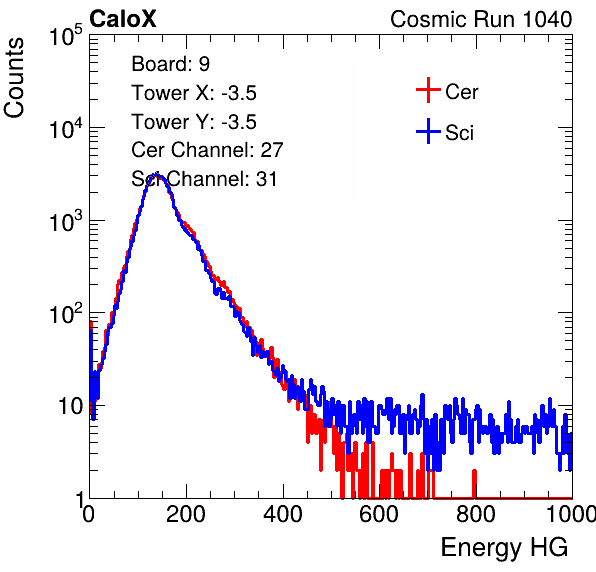 CaloX Cosmic Run 1040
Counts
10^5
10^4
10^3
10^2
10
1
Board: 9
Tower X: -3.5
Tower Y: -3.5
Cer Channel: 27
Sci Channel: 31
Cer
Sci
0 200 400 600 800 1000
Energy HG